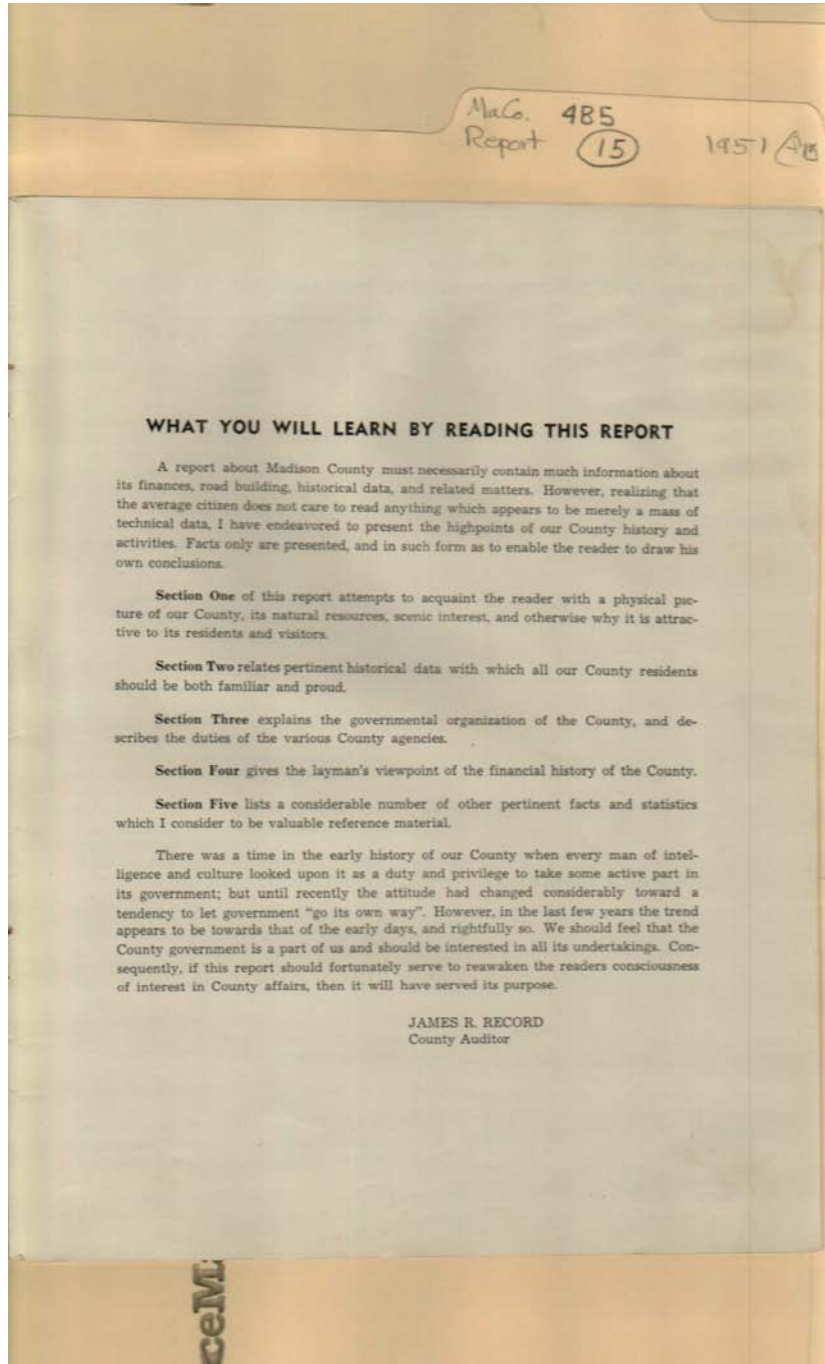 MaCo. 485
Report 15 1951
WHAT YOU WILL LEARN BY READING THIS REPORT
A report about Madison County must necessarily contain much information about
its finances, road building, historical data, and related matters. However, realizing that
the average citizen does not care to read anything which appears to be merely a mass of
technical data, I have endeavored to present the highpoints of our County history and
activities. Facts only are presented, and in such form as to enable the reader to draw his
own conclusions.
Section One of this report attempts to acquaint the reader with a physical pic-
ture of our County, its natural resources, scenic interest, and otherwise why it is attrac-
tive to its residents and visitors.
Section Two relates pertinent historical data with which all our County residents
should be both familiar and proud.
Section Three explains the governmental organization of the County, and de-
scribes the duties of the various County agencies.
Section Four gives the layman's viewpoint of the financial history of the County.
Section Five lists a considerable number of other pertinent facts and statistics
which I consider to be valuable reference material.
There was a time in the early history of our County when every man of intel-
ligence and culture looked upon it as a duty and privilege to take some active part in
its government; but until recently the attitude had changed considerably toward a
tendency to let government "go its own way". However, in the last few years the trend
appears to be towards that of the early days, and rightfully so. We should feel that the
County government is a part of us and should be interested in all its undertakings. Con-
sequently, if this report should fortunately serve to reawaken the readers consciousness
of interest in County affairs, then it will have served its purpose.
JAMES R. RECORD
County Auditor
ceM